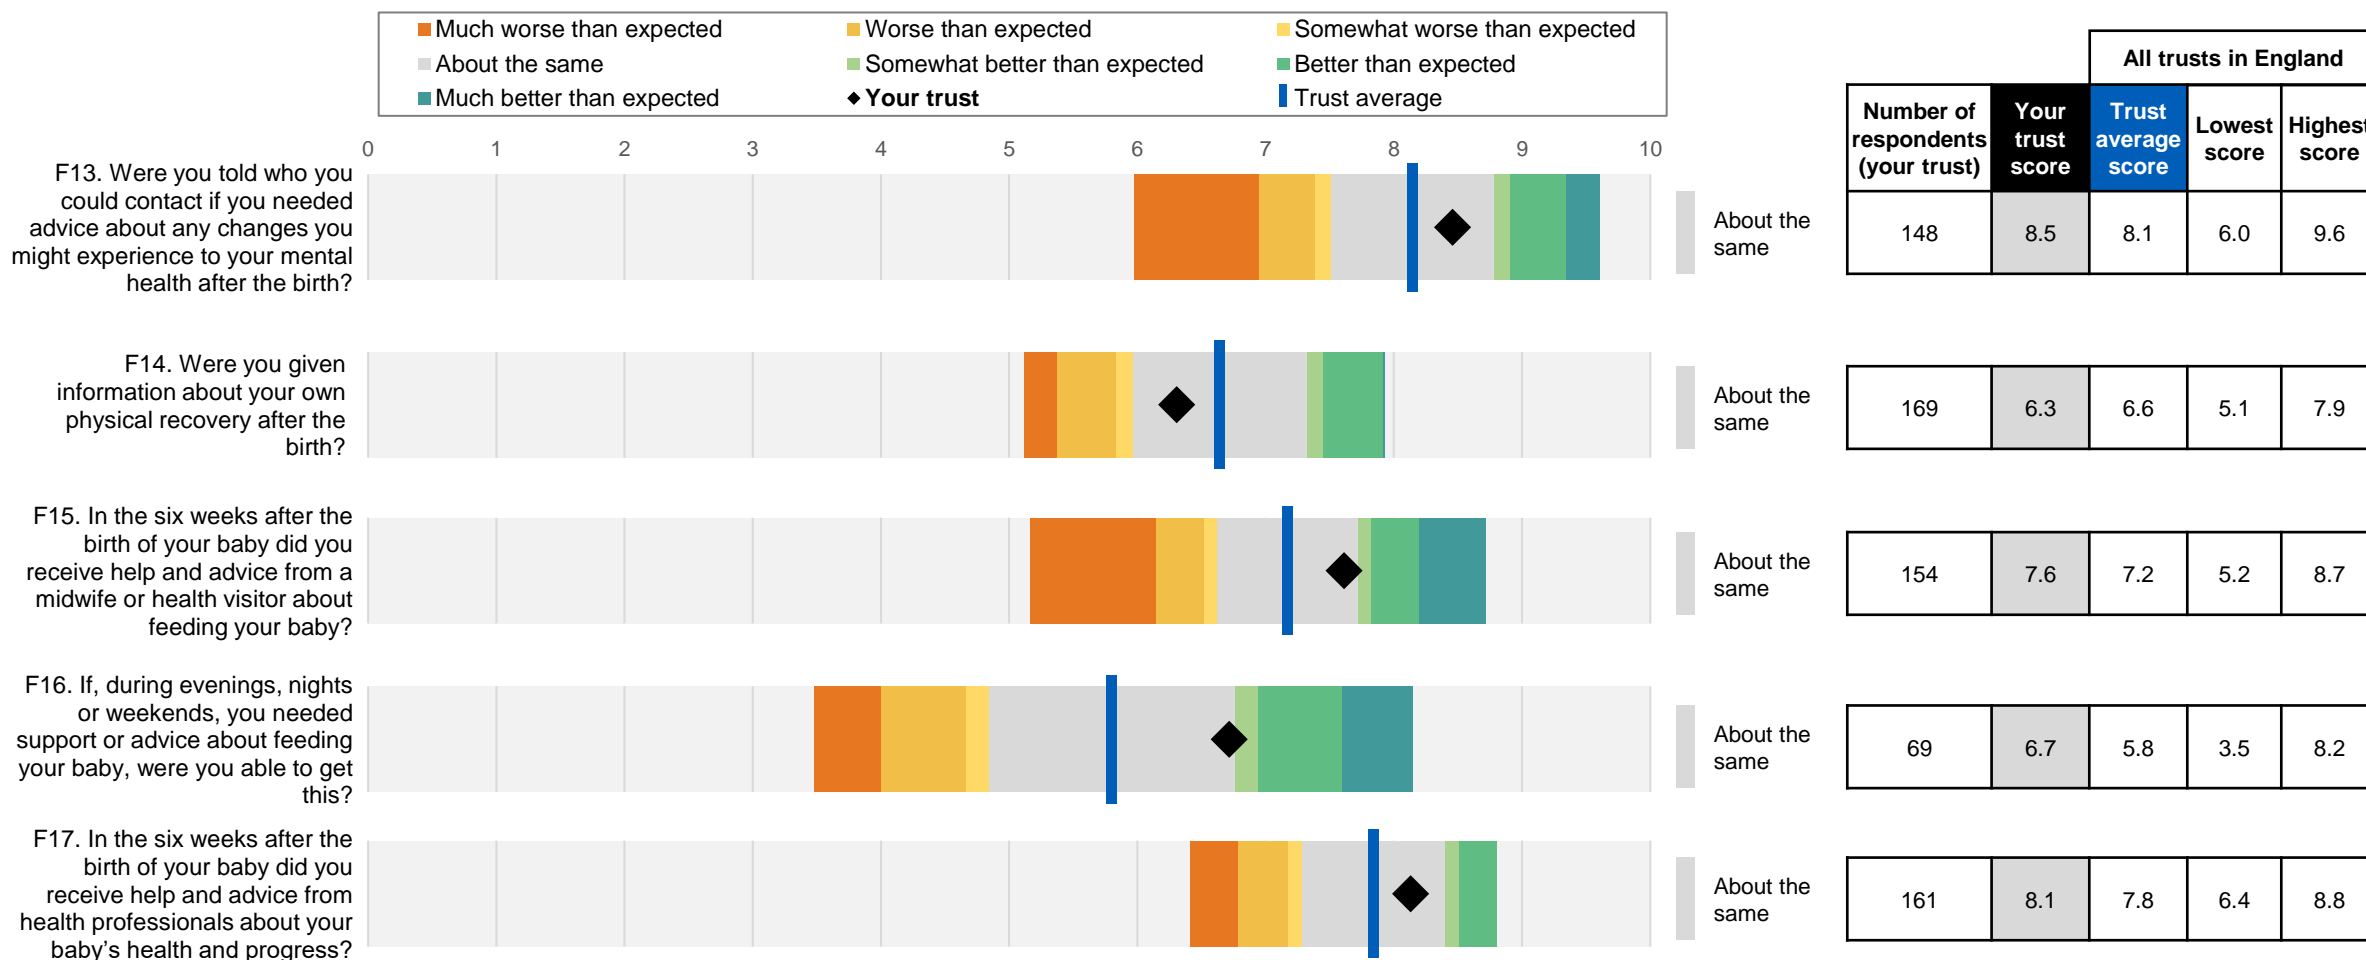 Much worse than expected
Worse than expected
Somewhat worse than expected
About the same
Somewhat better than expected
Better than expected
Much better than expected
Your trust
Trust average
All trusts in England
Number of
respondents
(your trust)
Your
trust
score
Trust
average
score
Lowest
score
Highest
score
0 1 2 3 4 5 6 7 8 9 10
F13. Were you told who you
could contact if you needed
advice about any changes you
might experience to your mental
health after the birth?
About the
same
148 8.5 8.1 6.0 9.6
F14. Were you given
information about your own
physical recovery after the
birth?
About the
same
169 6.3 6.6 5.1 7.9
F15. In the six weeks after the
birth of your baby did you
receive help and advice from a
midwife or health visitor about
feeding your baby?
About the
same
154 7.6 7.2 5.2 8.7
F16. If, during evenings, nights
or weekends, you needed
support or advice about feeding
your baby, were you able to get
this?
About the
same
69 6.7 5.8 3.5 8.2
F17. In the six weeks after the
birth of your baby did you
receive help and advice from
health professionals about your
baby’s health and progress?
About the
same
161 8.1 7.8 6.4 8.8